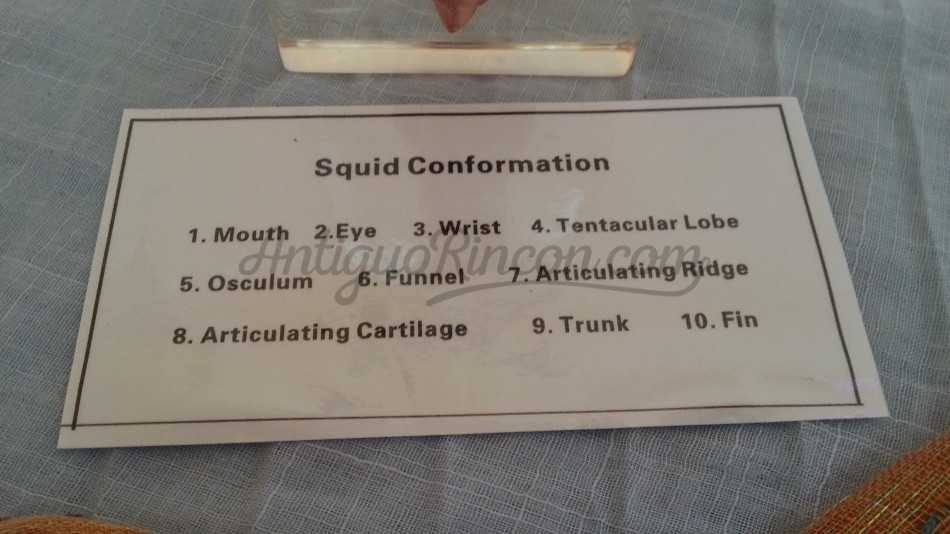 Squid Conformation
1. Mouth 2.Eye 3. Wrist 4. Tentacular Lobe
AntiguoRincon.com
5. Osculum 6. Funnel 7. Articulating Ridge
8. Articulating Cartilage 9. Trunk 10. Fin